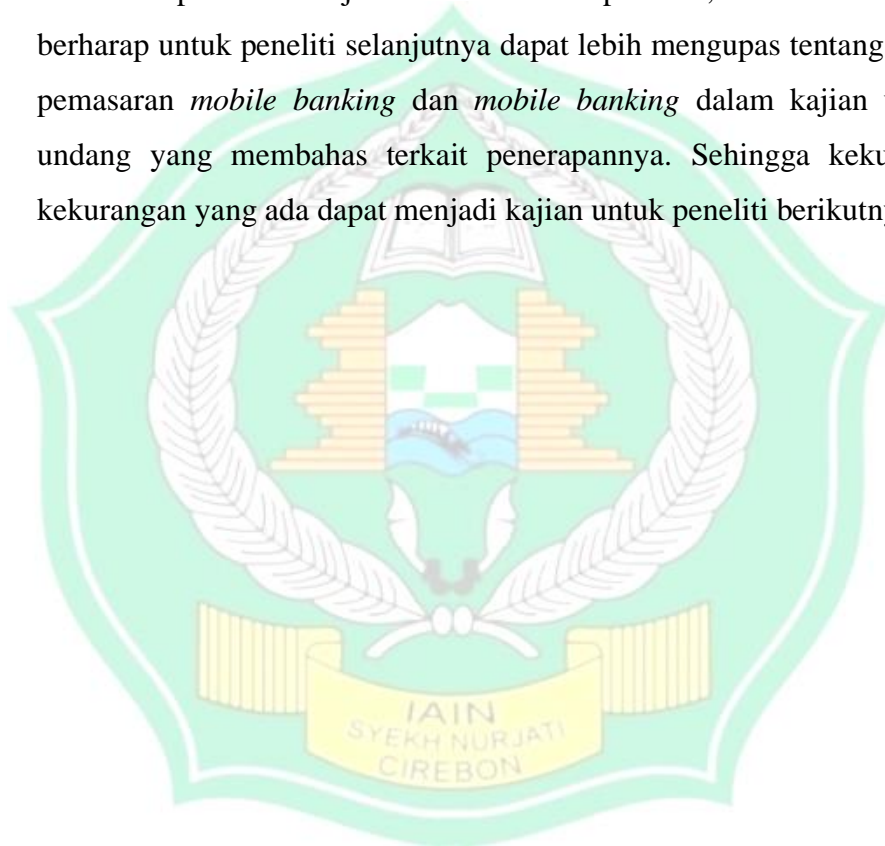 berharap untuk peneliti selanjutnya dapat lebih mengupas tentang
pemasaran mobile banking dan mobile banking dalam kajian
undang yang membahas terkait penerapannya. Sehingga
kekurangan yang ada dapat menjadi kajian untuk peneliti
IAIN
SYEKH NURJATI
CIREBON